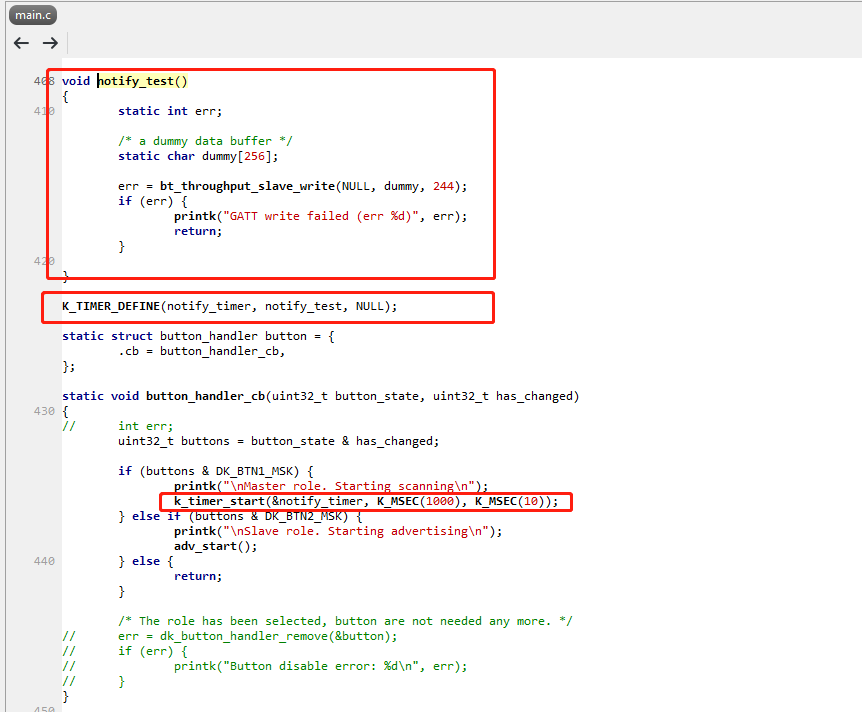 main.c
408 void notify_test()
{
410 static int err;
/* a dummy data buffer */
static char dummy[256];
err = bt_throughput_slave_write(NULL, dummy, 244);
if (err) {
printk("GATT write failed (err %d)", err);
return;
}
420
}
K_TIMER_DEFINE(notify_timer, notify_test, NULL);
static struct button_handler button = {
.cb = button_handler_cb,
};
static void button_handler_cb(uint32_t button_state, uint32_t has_changed)
430 {
// int err;
uint32_t buttons = button_state & has_changed;
if (buttons & DK_BTN1_MSK) {
printk("\nMaster role. Starting scanning\n");
k_timer_start(&notify_timer, K_MSEC(1000), K_MSEC(10));
} else if (buttons & DK_BTN2_MSK) {
printk("\nSlave role. Starting advertising\n");
adv_start();
440 } else {
return;
}
/* The role has been selected, button are not needed any more. */
// err = dk_button_handler_remove(&button);
// if (err) {
// printk("Button disable error: %d\n", err);
// }
}
450